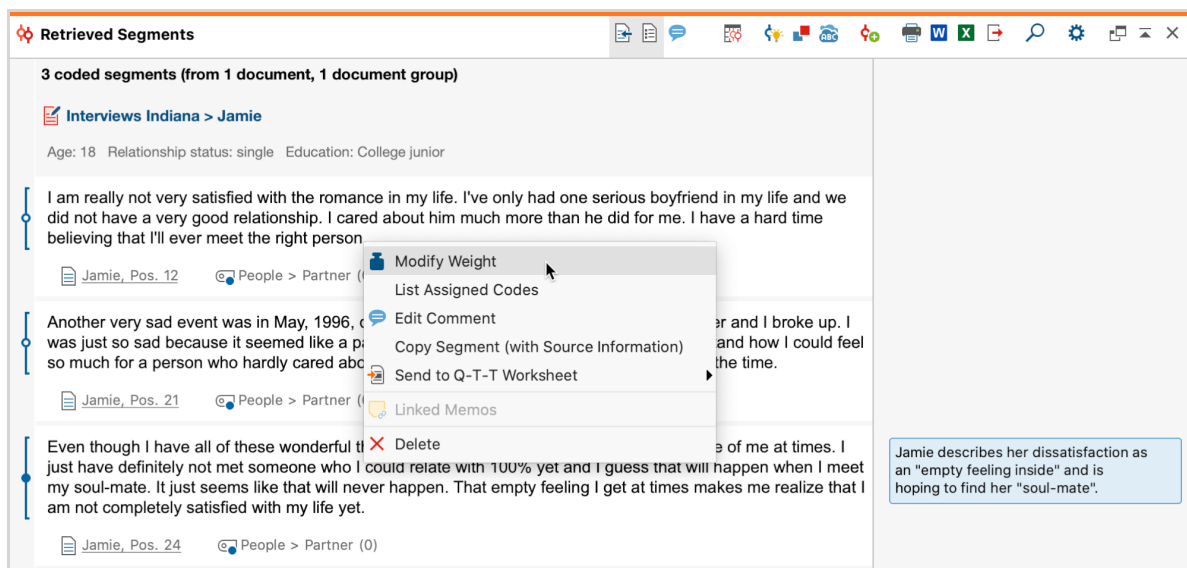 Retrieved Segments
ABC W X
3 coded segments (from 1 document, 1 document group)
Interviews Indiana > Jamie
Age: 18 Relationship status: single Education: College junior
I am really not very satisfied with the romance in my life. I've only had one serious boyfriend in my life and we
did not have a very good relationship. I cared about him much more than he did for me. I have a hard time
believing that I'll ever meet the right person
Jamie, Pos. 12 People > Partner (
Modify Weight
List Assigned Codes
Edit Comment
Copy Segment (with Source Information)
Send to Q-T-T Worksheet
Linked Memos
Delete
Another very sad event was in May, 1996, er and I broke up. I
was just so sad because it seemed like a pa and how I could feel
so much for a person who hardly cared abo the time.
Jamie, Pos. 21 People > Partner (
Even though I have all of these wonderful t e of me at times. I
just have definitely not met someone who I could relate with 100% yet and I guess that will happen when I meet
my soul-mate. It just seems like that will never happen. That empty feeling I get at times makes me realize that I
am not completely satisfied with my life yet.
Jamie, Pos. 24 People > Partner (0)
Jamie describes her dissatisfaction as
an "empty feeling inside" and is
hoping to find her "soul-mate".